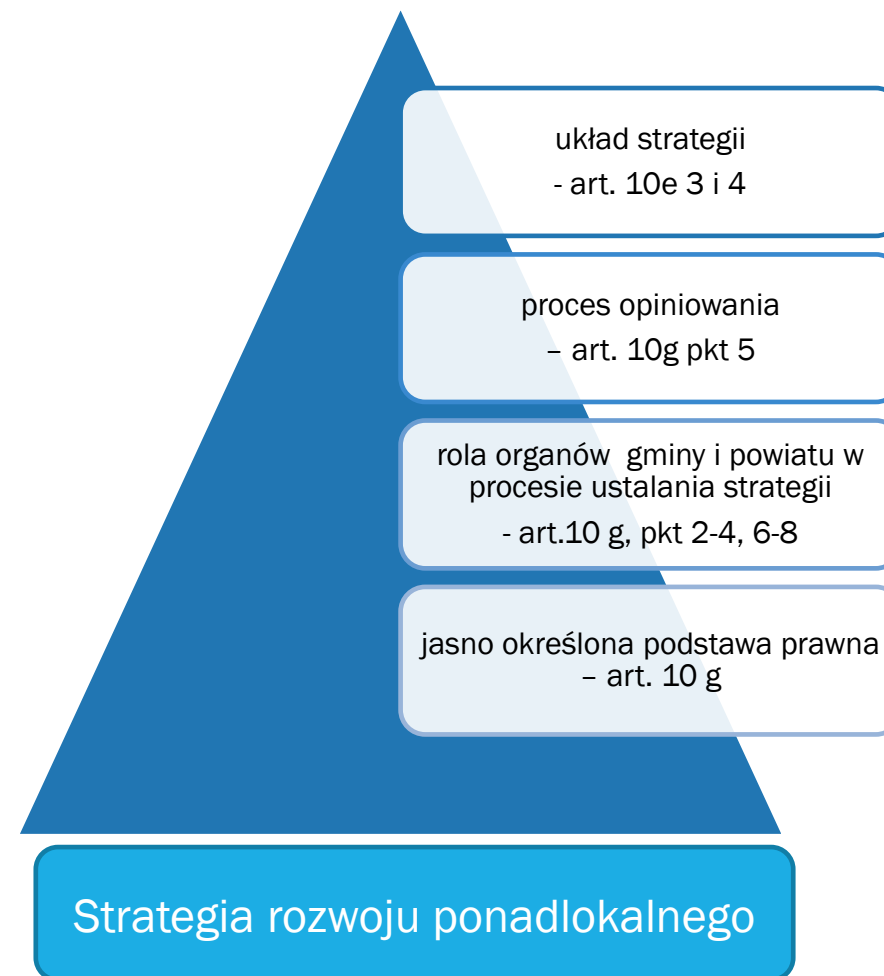 układ strategii
- art. 10e 3 i 4
proces opiniowania
– art. 10g pkt 5
rola organów gminy i powiatu w
procesie ustalania strategii
- art.10 g, pkt 2-4, 6-8
jasno określona podstawa prawna
– art. 10 g
Strategia rozwoju ponadlokalnego